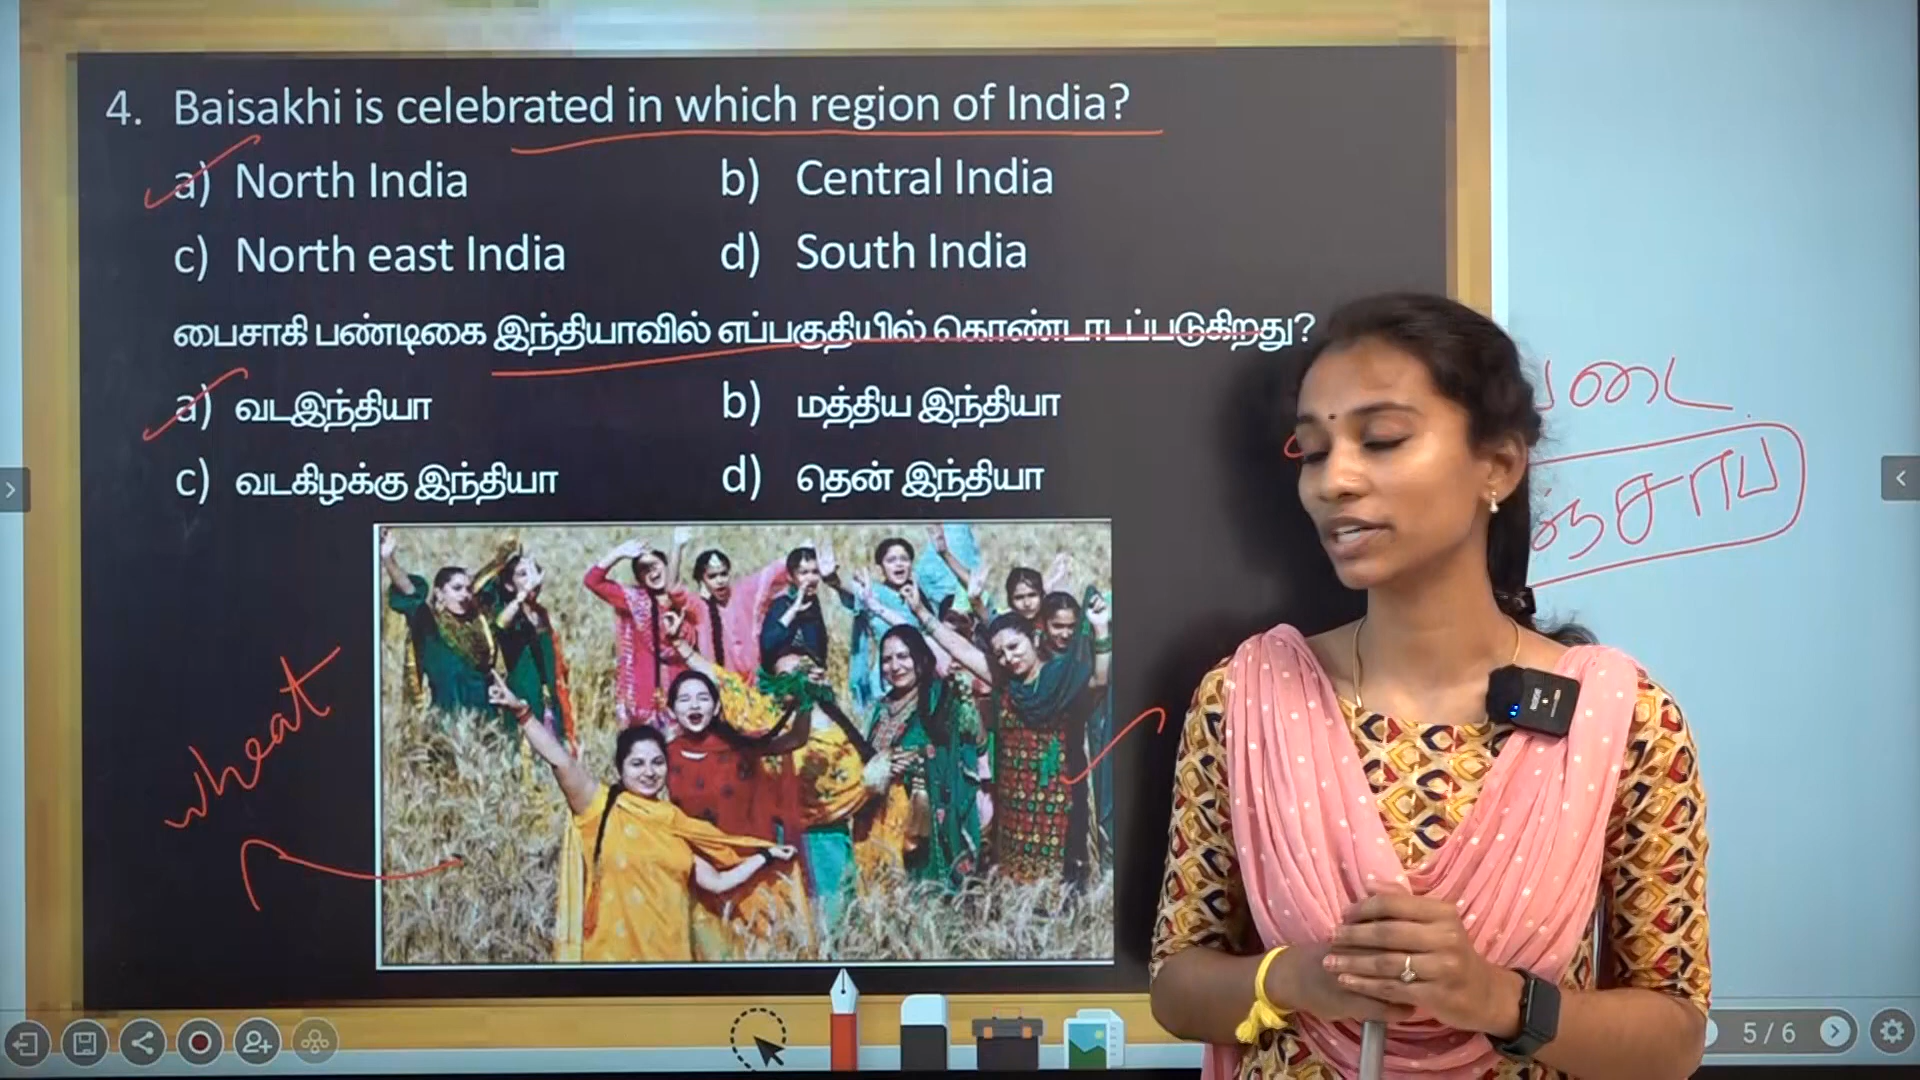 4. Baisakhi is celebrated in which region of India?
a) North India b) Central India
c) North east India d) South India
பைசாகி பண்டிகை இந்தியாவில் எப்பகுதியில் கொண்டாடப்படுகிறது?
a) வடஇந்தியா b) மத்திய இந்தியா
c) வடகிழக்கு இந்தியா d) தென் இந்தியா
wheat
5 / 6